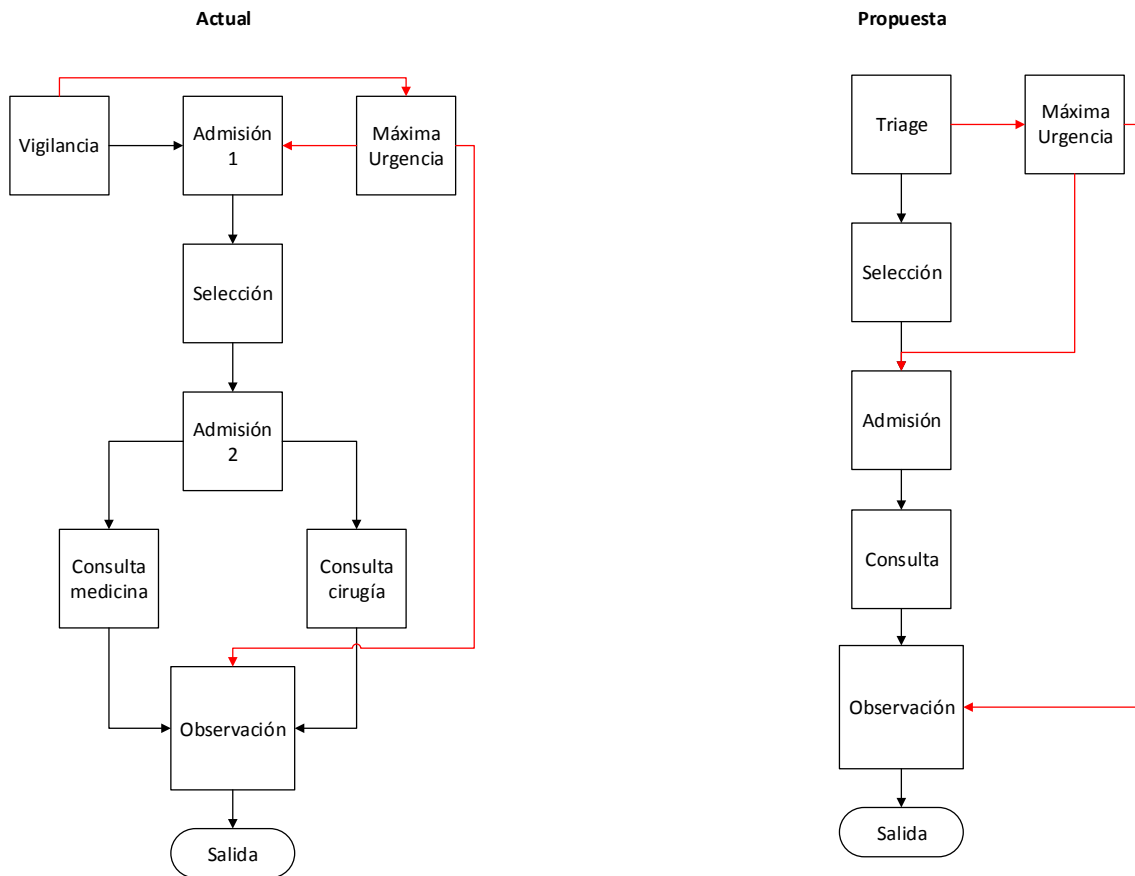 Actual
Vigilancia
Admisión
1
Máxima
Urgencia
Selección
Admisión
2
Consulta
medicina
Consulta
cirugía
Observación
Salida
Propuesta
Triage
Máxima
Urgencia
Selección
Admisión
Consulta
Observación
Salida